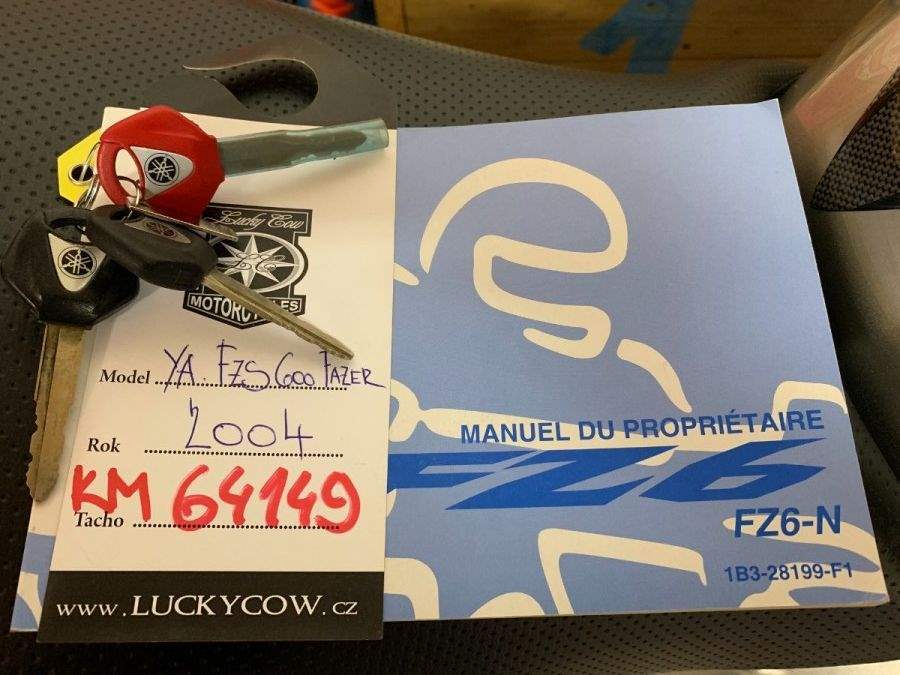 Lucky Cow
MOTORCYCLES
Model YA. FZS 600 FAZER
Rok 2004
KM 64149
Tacho
www.LUCKYCOW.cz
MANUEL DU PROPRIÉTAIRE
FZ6
FZ6-N
1B3-28199-F1